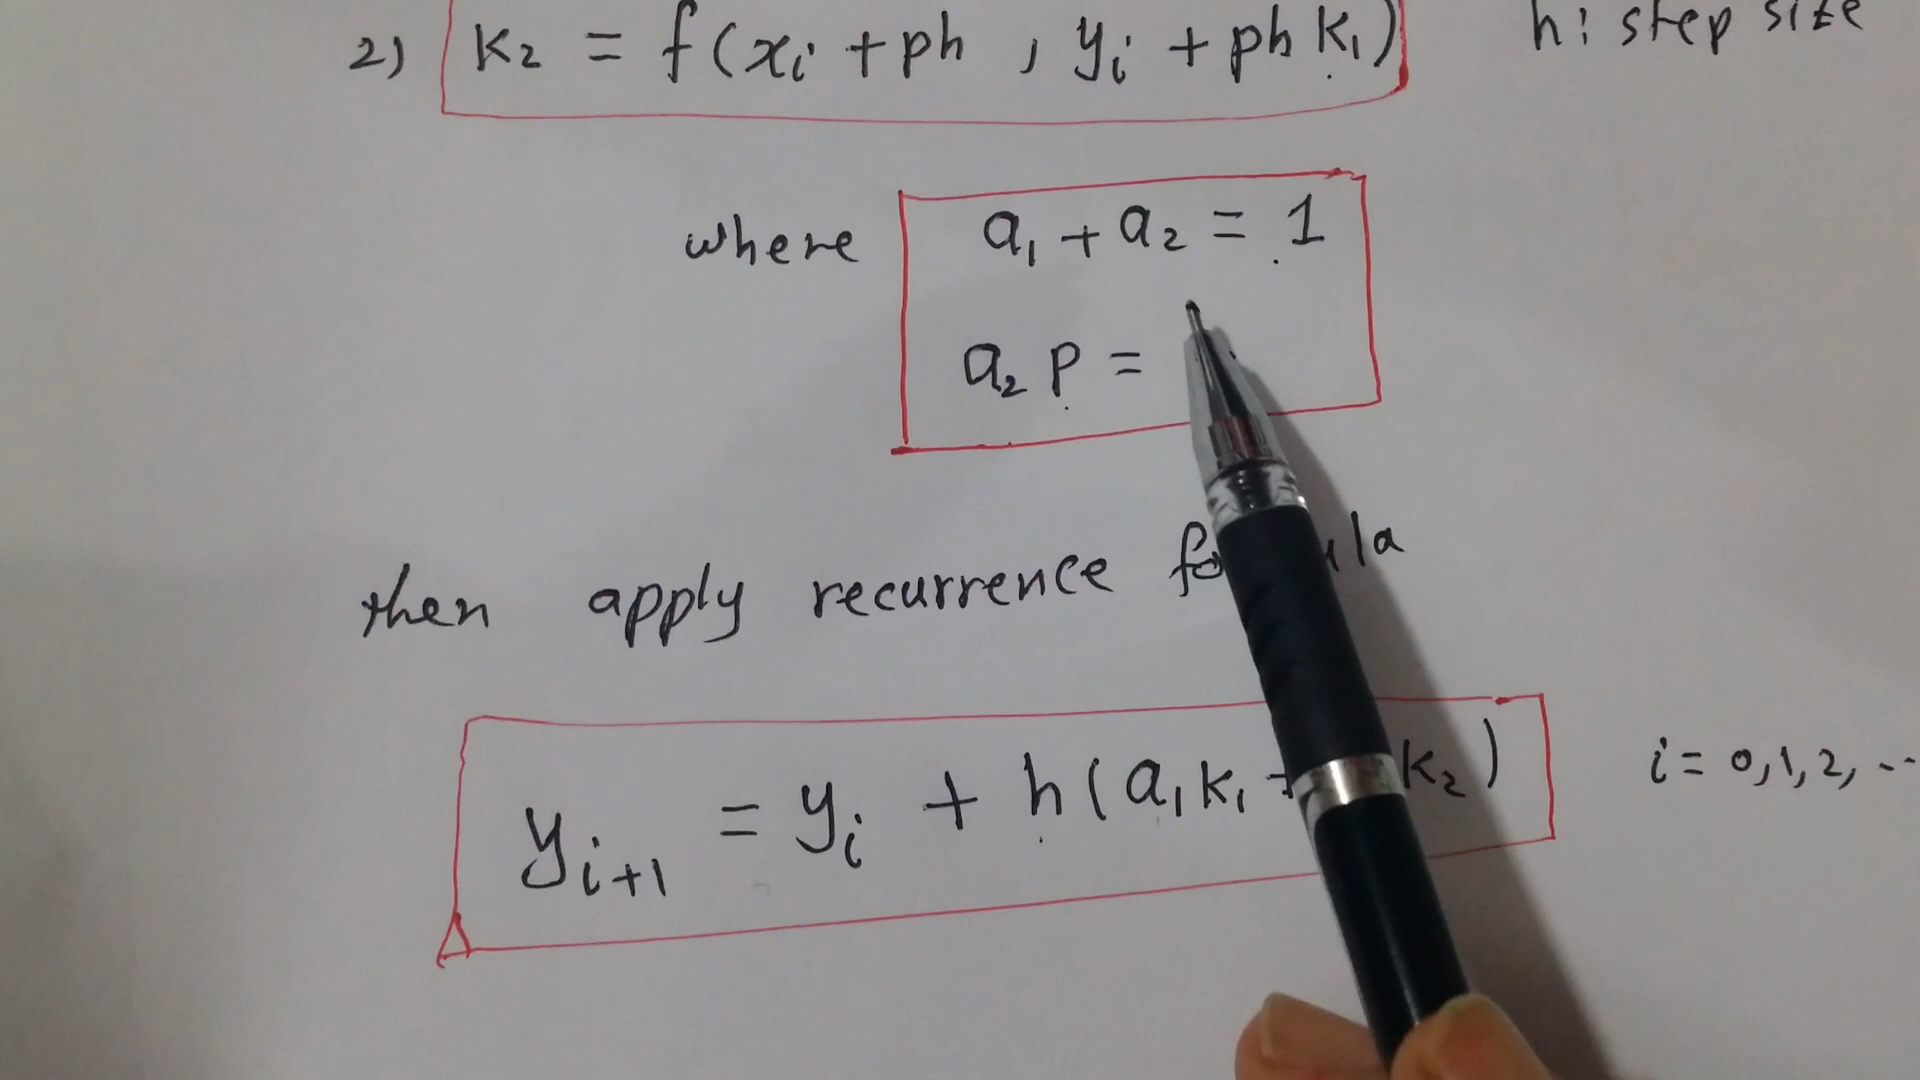 2) k₂ = f(xᵢ + ph , yᵢ + ph k₁) h: step size
where a₁ + a₂ = 1
a₂ p =
then apply recurrence
yᵢ₊₁ = yᵢ + h(a₁k₁ + k₂) i = 0,1,2,...